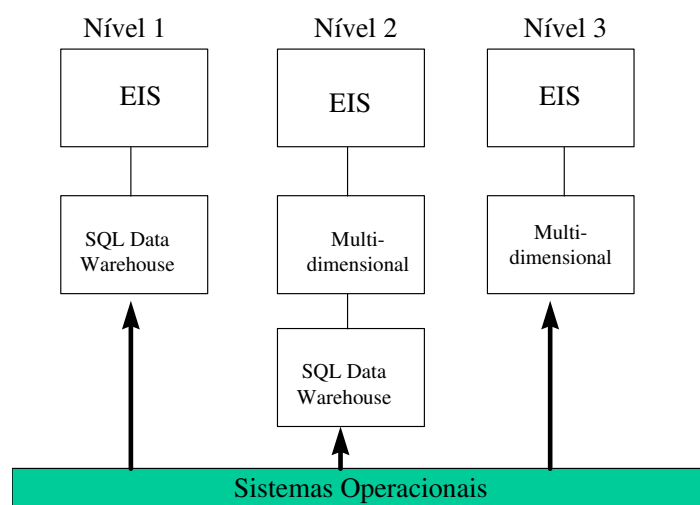 Nível 1
Nível 2
Nível 3
EIS
EIS
EIS
SQL Data
Warehouse
Multi-
dimensional
Multi-
dimensional
SQL Data
Warehouse
Sistemas Operacionais